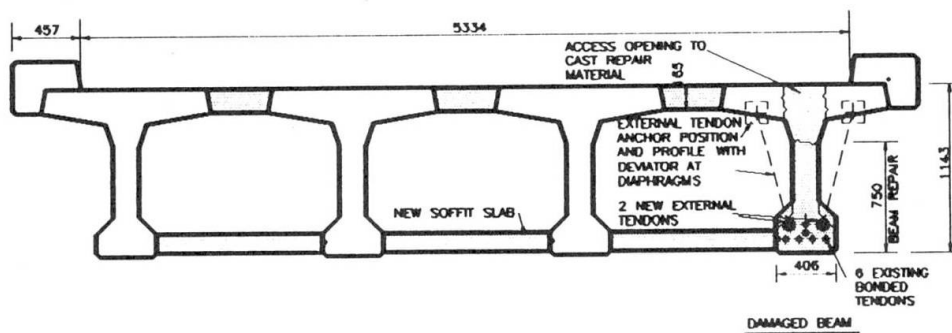 457
5334
ACCESS OPENING TO
CAST REPAIR
MATERIAL
165
EXTERNAL TENDON
ANCHOR POSITION
AND PROFILE WITH
DEVIATOR AT
DIAPHRAGMS
750
BEAM REPAIR
1143
NEW SOFFIT SLAB
2 NEW EXTERNAL
TENDONS
406
6 EXISTING
BONDED
TENDONS
DAMAGED BEAM